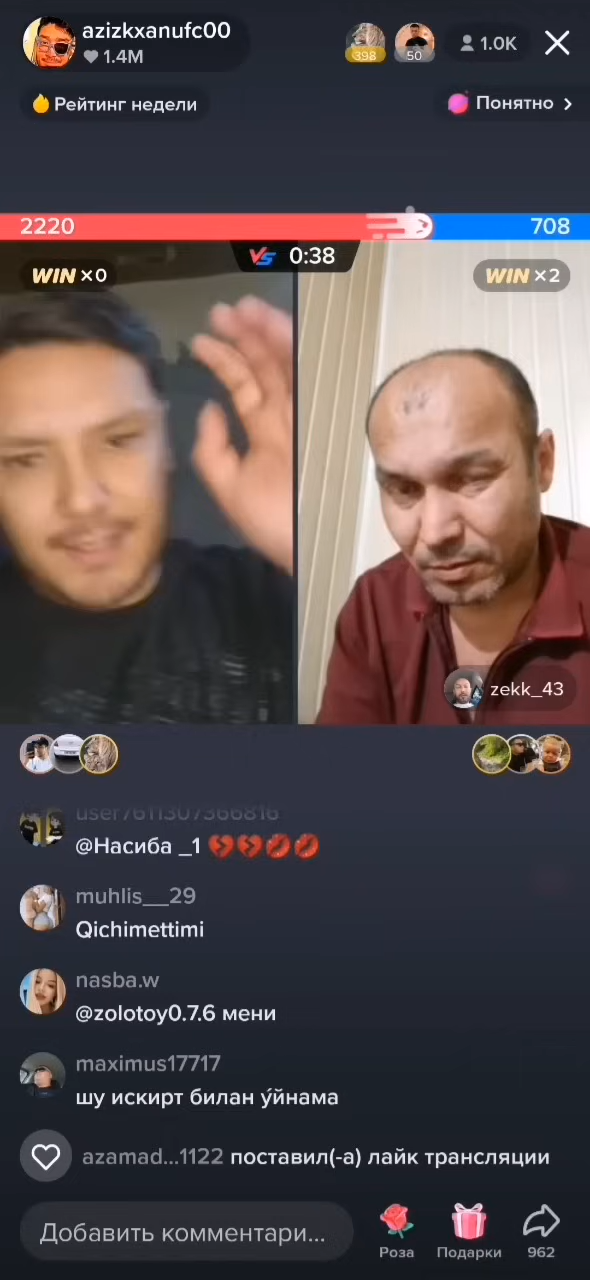 azizkxanufc00
1.4M
398
50
1.0K
Рейтинг недели
Понятно
2220
708
VS 0:38
WIN ×0
WIN ×2
zekk_43
user7611307366816
@Насиба _1 💔💔💋💋
muhlis__29
Qichimettimi
nasba.w
@zolotoy0.7.6 мени
maximus17717
шу искирт билан ўйнама
azamad...1122 поставил(-а) лайк трансляции
Добавить комментари...
Роза
Подарки
962